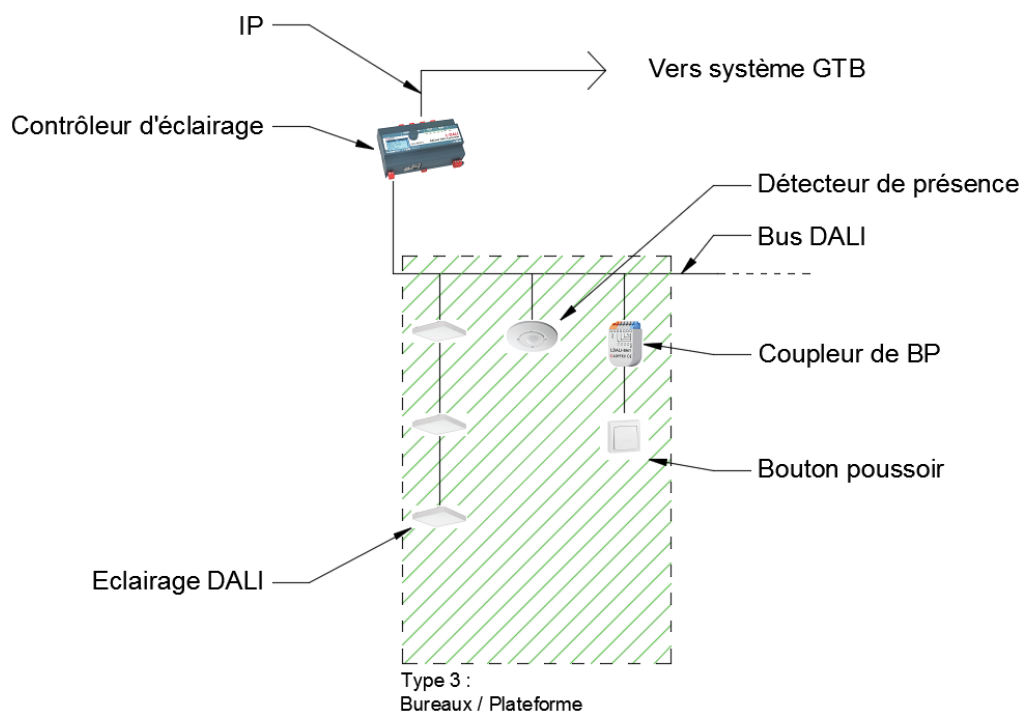 IP
Vers système GTB
Contrôleur d'éclairage
Détecteur de présence
Bus DALI
Coupleur de BP
Bouton poussoir
Eclairage DALI
Type 3 :
Bureaux / Plateforme